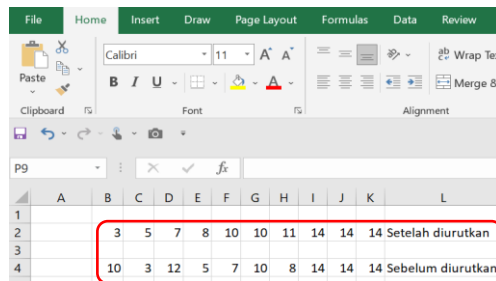 File Home Insert Draw Page Layout Formulas Data Review
Paste Calibri 11 A A Wrap Te
B I U A Merge &
Clipboard Font Alignment
P9 fx
A B C D E F G H I J K L
1
2 3 5 7 8 10 10 11 14 14 14 Setelah diurutkan
3
4 10 3 12 5 7 10 8 14 14 14 Sebelum diurutkan